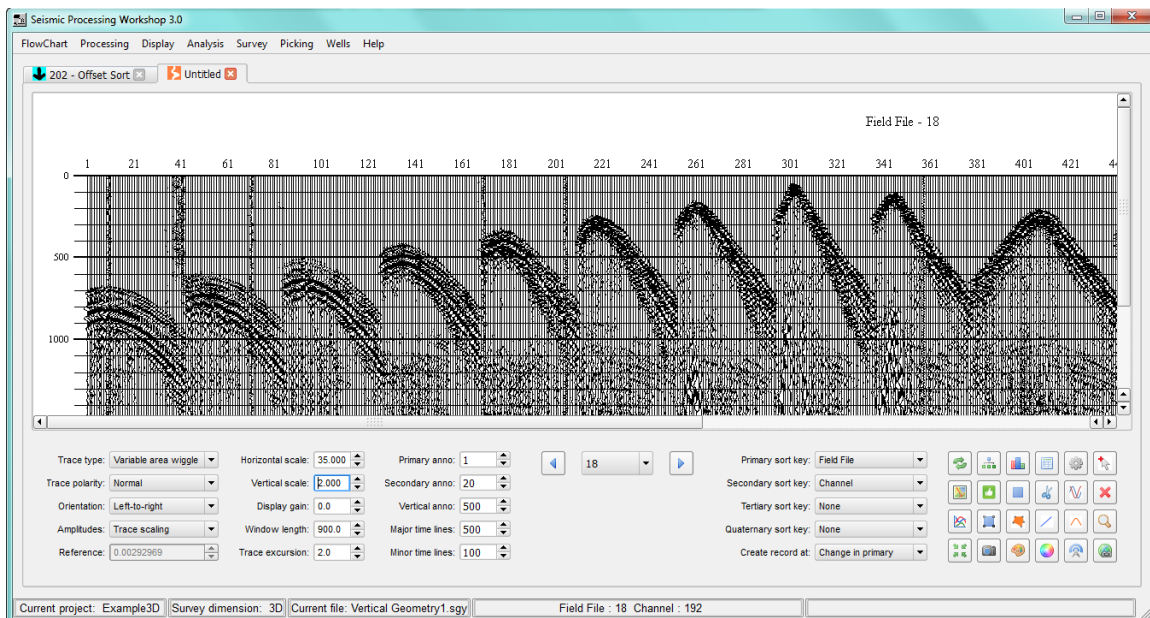 Seismic Processing Workshop 3.0
FlowChart Processing Display Analysis Survey Picking Wells Help
202 - Offset Sort Untitled
Field File - 18
1 21 41 61 81 101 121 141 161 181 201 221 241 261 281 301 321 341 361 381 401 421 4
0
500
1000
Trace type: Variable area wiggle Horizontal scale: 35.000 Primary anno: 1 18 Primary sort key: Field File
Trace polarity: Normal Vertical scale: 2.000 Secondary anno: 20 Secondary sort key: Channel
Orientation: Left-to-right Display gain: 0.0 Vertical anno: 500 Tertiary sort key: None
Amplitudes: Trace scaling Window length: 900.0 Major time lines: 500 Quaternary sort key: None
Reference: 0.00292969 Trace excursion: 2.0 Minor time lines: 100 Create record at: Change in primary
Current project: Example3D Survey dimension: 3D Current file: Vertical Geometry1.sgy Field File : 18 Channel : 192